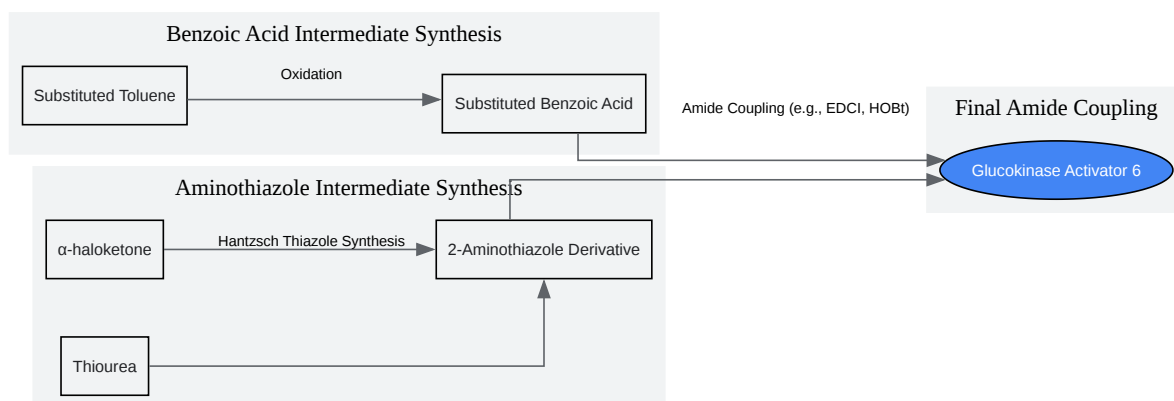 Benzoic Acid Intermediate Synthesis
Substituted Toluene
Oxidation
Substituted Benzoic Acid
Amide Coupling (e.g., EDCI, HOBt)
Final Amide Coupling
Glucokinase Activator 6
Aminothiazole Intermediate Synthesis
α-haloketone
Hantzsch Thiazole Synthesis
2-Aminothiazole Derivative
Thiourea